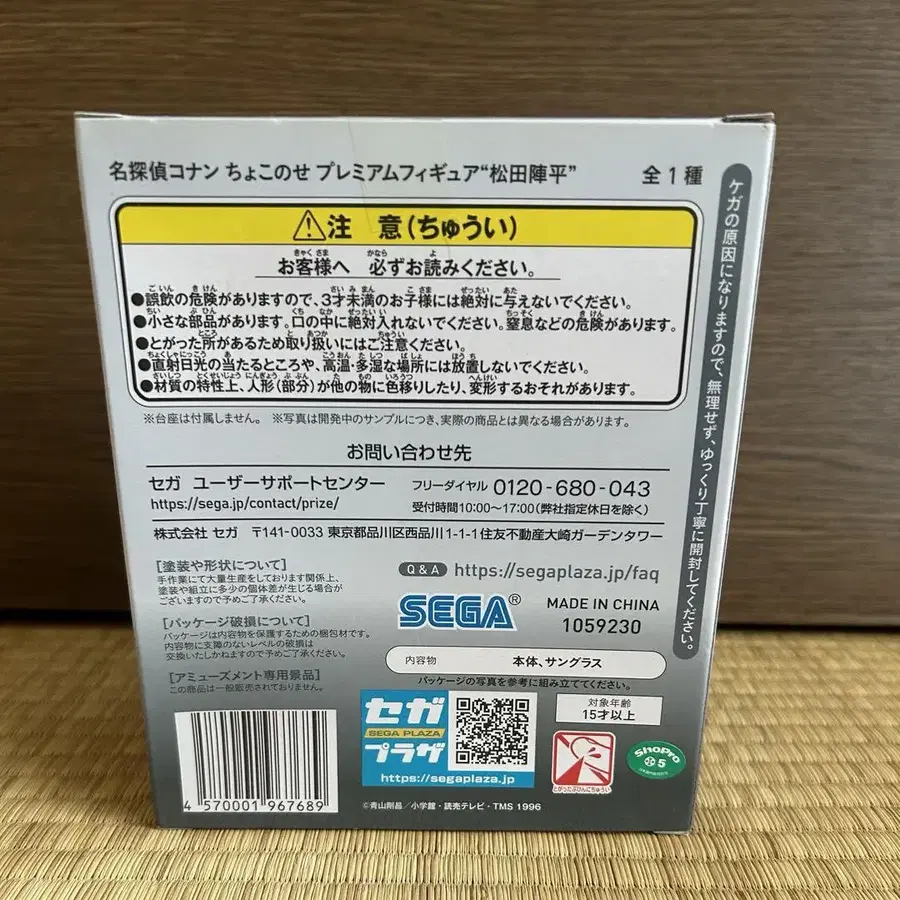 名探偵コナン ちょこのせ プレミアムフィギュア“松田陣平” 全1種
⚠注 意(ちゅうい)
お客様へ 必ずお読みください。
●誤飲の危険がありますので、3才未満のお子様には絶対に与えないでください。
●小さな部品があります。口の中に絶対入れないでください。窒息などの危険があります。
●とがった所があるため取り扱いにはご注意ください。
●直射日光の当たるところや、高温・多湿な場所には放置しないでください。
●材質の特性上、人形(部分)が他の物に色移りしたり、変形するおそれがあります。
※台座は付属しません。 ※写真は開発中のサンプルにつき、実際の商品とは異なる場合があります。
お問い合わせ先
セガ ユーザーサポートセンター
https://sega.jp/contact/prize/
フリーダイヤル 0120-680-043
受付時間10:00~17:00(弊社指定休日を除く)
株式会社 セガ 〒141-0033 東京都品川区西品川1-1-1住友不動産大崎ガーデンタワー
[塗装や形状について]
手作業にて大量生産をしております関係上、
塗装や組立に多少の個体差が生じる場合が
ございますので予めご了承ください。
[パッケージ破損について]
パッケージは内容物を保護するための梱包材です。
内容物に支障のないレベルの破損は
交換いたしかねますので予めご了承ください。
[アミューズメント専用景品]
この商品は一般販売されておりません。
Q&A https://segaplaza.jp/faq
SEGA®
MADE IN CHINA
1059230
内容物 本体、サングラス
パッケージの写真を参考に組み立ててください。
セガ
SEGA PLAZA
プラザ
https://segaplaza.jp
対象年齢
15才以上
とがったぶひんにちゅうい
ShoPro
5
4 570001 967689
©青山剛昌/小学館・読売テレビ・TMS 1996
ケガの原因になりますので、無理せず、ゆっくり丁寧に開封してください。